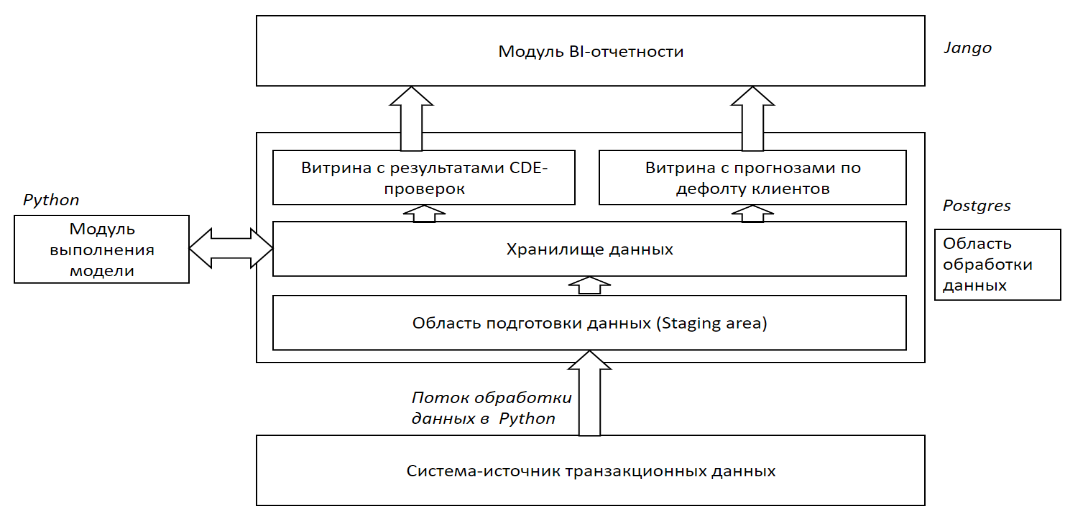 Модуль BI-отчетности
Jango
Витрина с результатами CDE-
проверок
Витрина с прогнозами по
дефолту клиентов
Python
Модуль
выполнения
модели
Хранилище данных
Postgres
Область
обработки
данных
Область подготовки данных (Staging area)
Поток обработки
данных в Python
Система-источник транзакционных данных